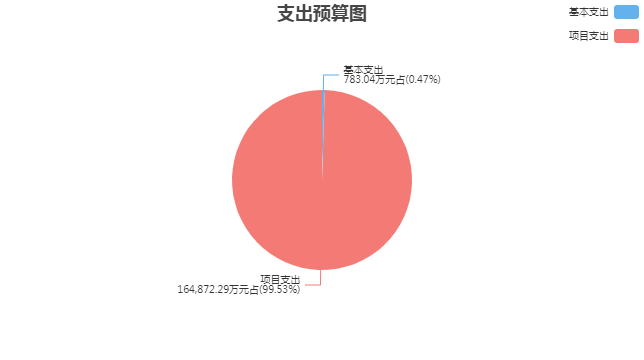 支出预算图
基本支出
项目支出
基本支出
783.04万元占(0.47%)
项目支出
164,872.29万元占(99.53%)